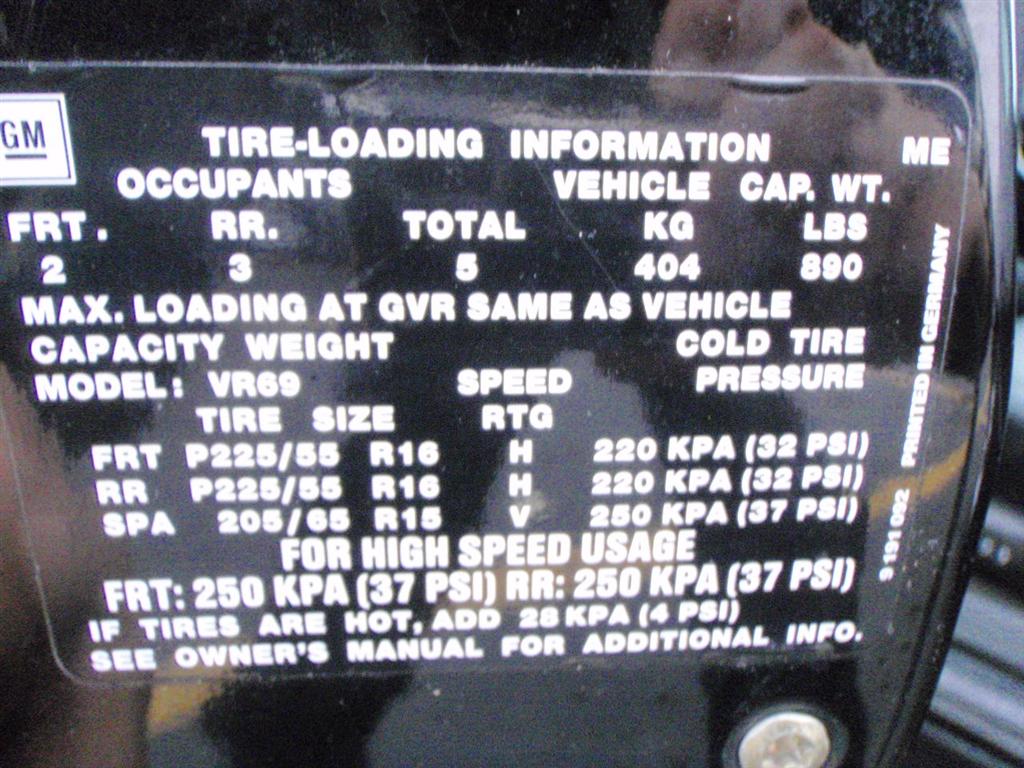 GM
TIRE-LOADING INFORMATION ME
OCCUPANTS VEHICLE CAP. WT.
FRT. RR. TOTAL KG LBS
2 3 5 404 890
MAX. LOADING AT GVR SAME AS VEHICLE
CAPACITY WEIGHT COLD TIRE
MODEL: VR69 SPEED PRESSURE
TIRE SIZE RTG
FRT P225/55 R16 H 220 KPA (32 PSI)
RR P225/55 R16 H 220 KPA (32 PSI)
SPA 205/65 R15 V 250 KPA (37 PSI)
FOR HIGH SPEED USAGE
FRT: 250 KPA (37 PSI) RR: 250 KPA (37 PSI)
IF TIRES ARE HOT, ADD 28 KPA (4 PSI)
SEE OWNER'S MANUAL FOR ADDITIONAL INFO.
9 191 092 PRINTED IN GERMANY